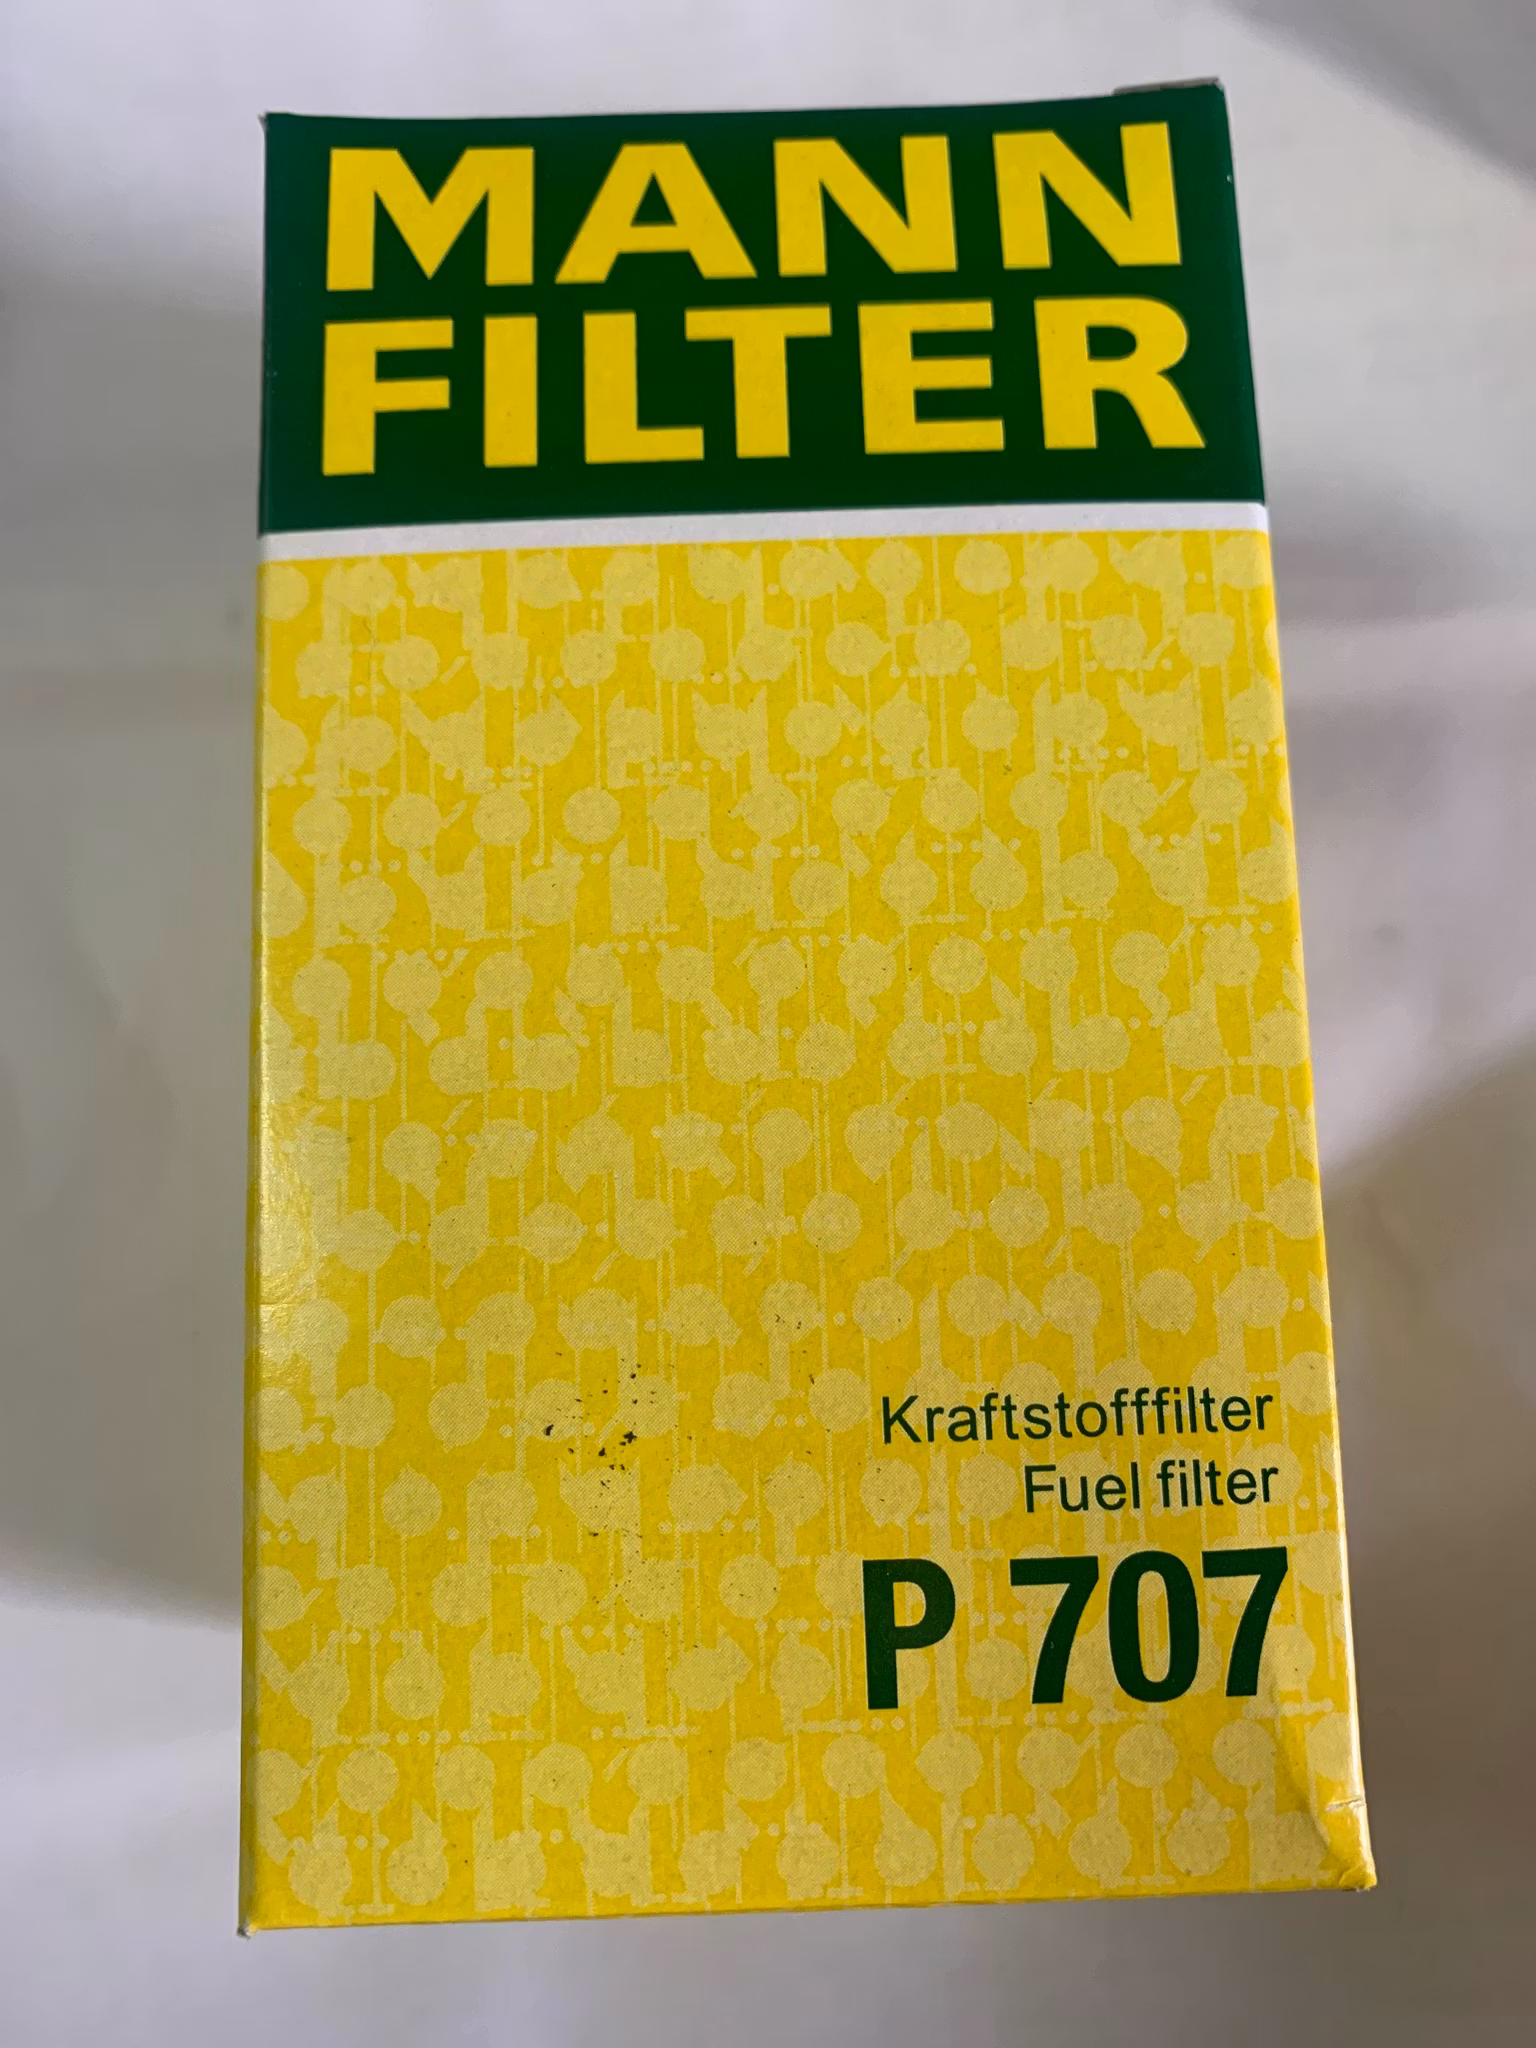 MANN
FILTER
Kraftstofffilter
Fuel filter
P 707